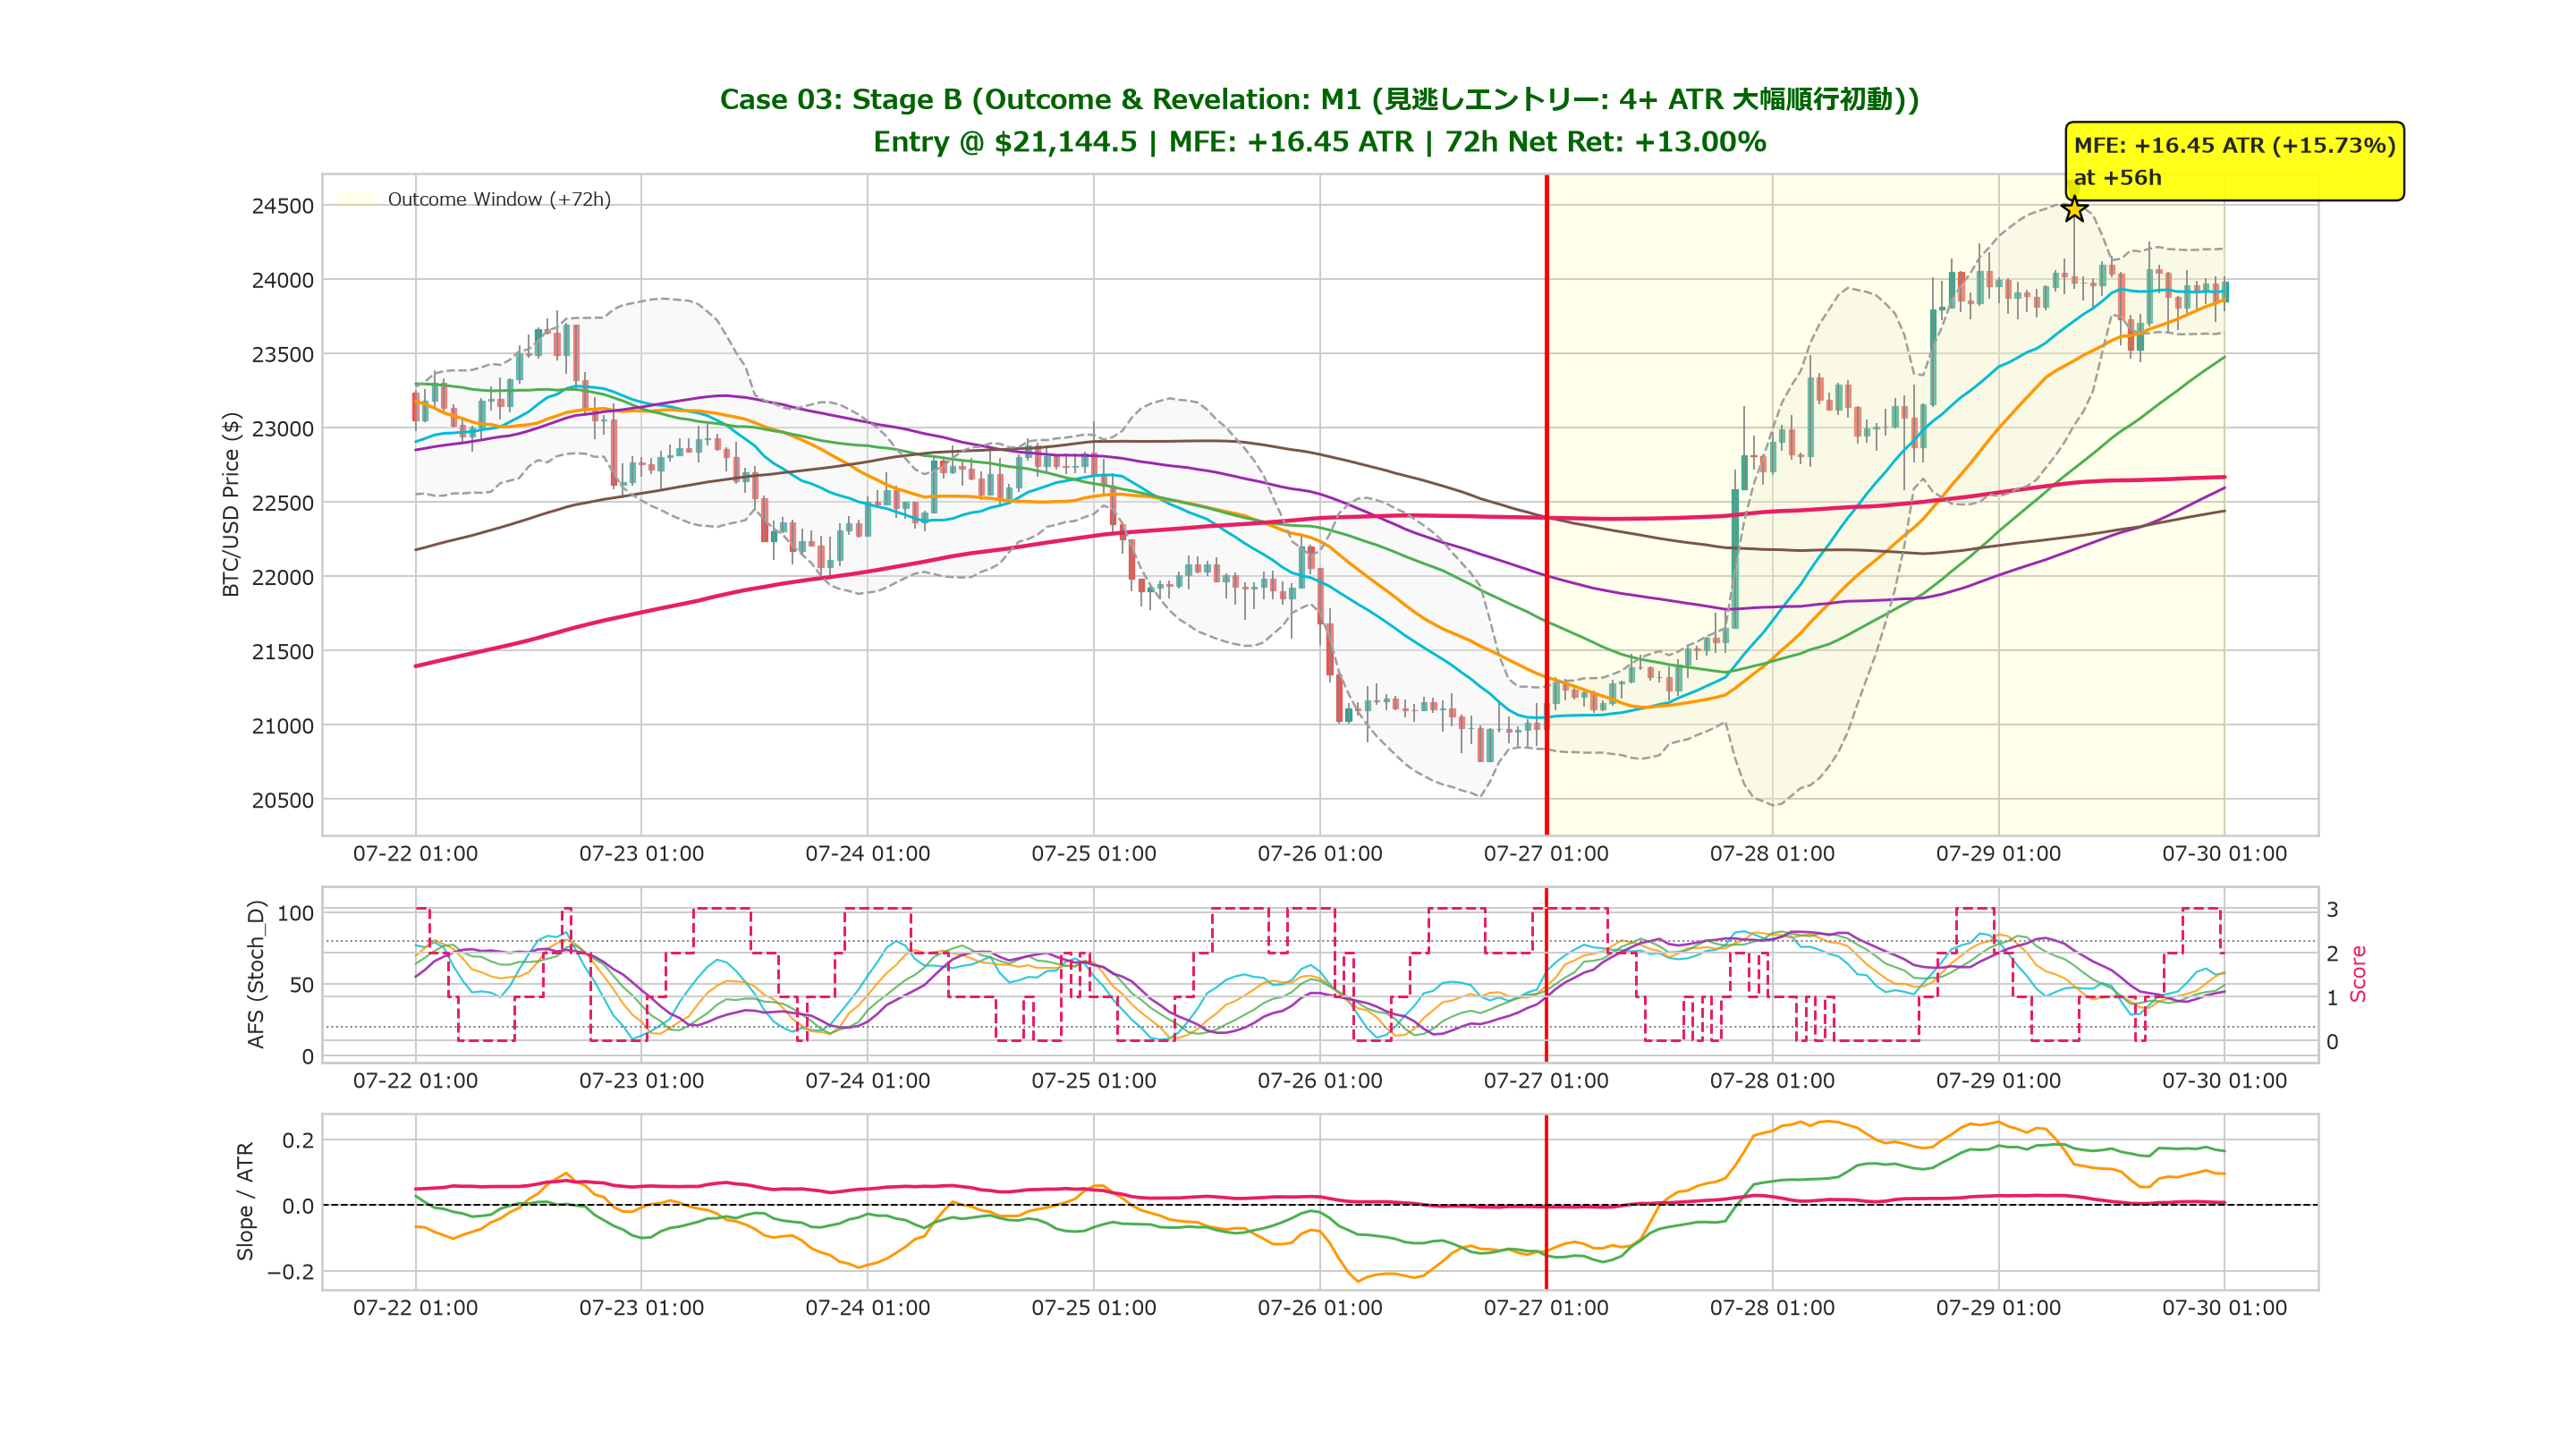 Case 03: Stage B (Outcome & Revelation: M1 (見逃しエントリー: 4+ ATR 大幅順行初動))
Entry @ $21,144.5 | MFE: +16.45 ATR | 72h Net Ret: +13.00%
MFE: +16.45 ATR (+15.73%)
at +56h
Outcome Window (+72h)
BTC/USD Price ($)
24500
24000
23500
23000
22500
22000
21500
21000
20500
07-22 01:00 07-23 01:00 07-24 01:00 07-25 01:00 07-26 01:00 07-27 01:00 07-28 01:00 07-29 01:00 07-30 01:00
AFS (Stoch_D)
100
50
0
3
2
1
0
Score
07-22 01:00 07-23 01:00 07-24 01:00 07-25 01:00 07-26 01:00 07-27 01:00 07-28 01:00 07-29 01:00 07-30 01:00
Slope / ATR
0.2
0.0
−0.2
07-22 01:00 07-23 01:00 07-24 01:00 07-25 01:00 07-26 01:00 07-27 01:00 07-28 01:00 07-29 01:00 07-30 01:00